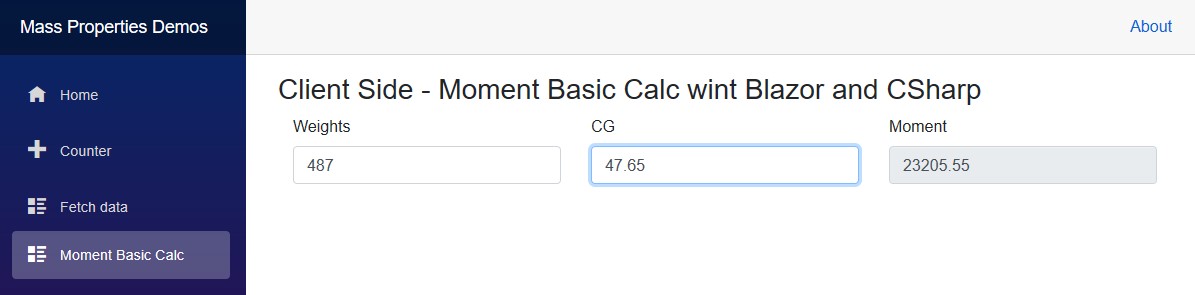 Mass Properties Demos
About
Home
Counter
Fetch data
Moment Basic Calc
Client Side - Moment Basic Calc wint Blazor and CSharp
Weights CG Moment
487 47.65 23205.55